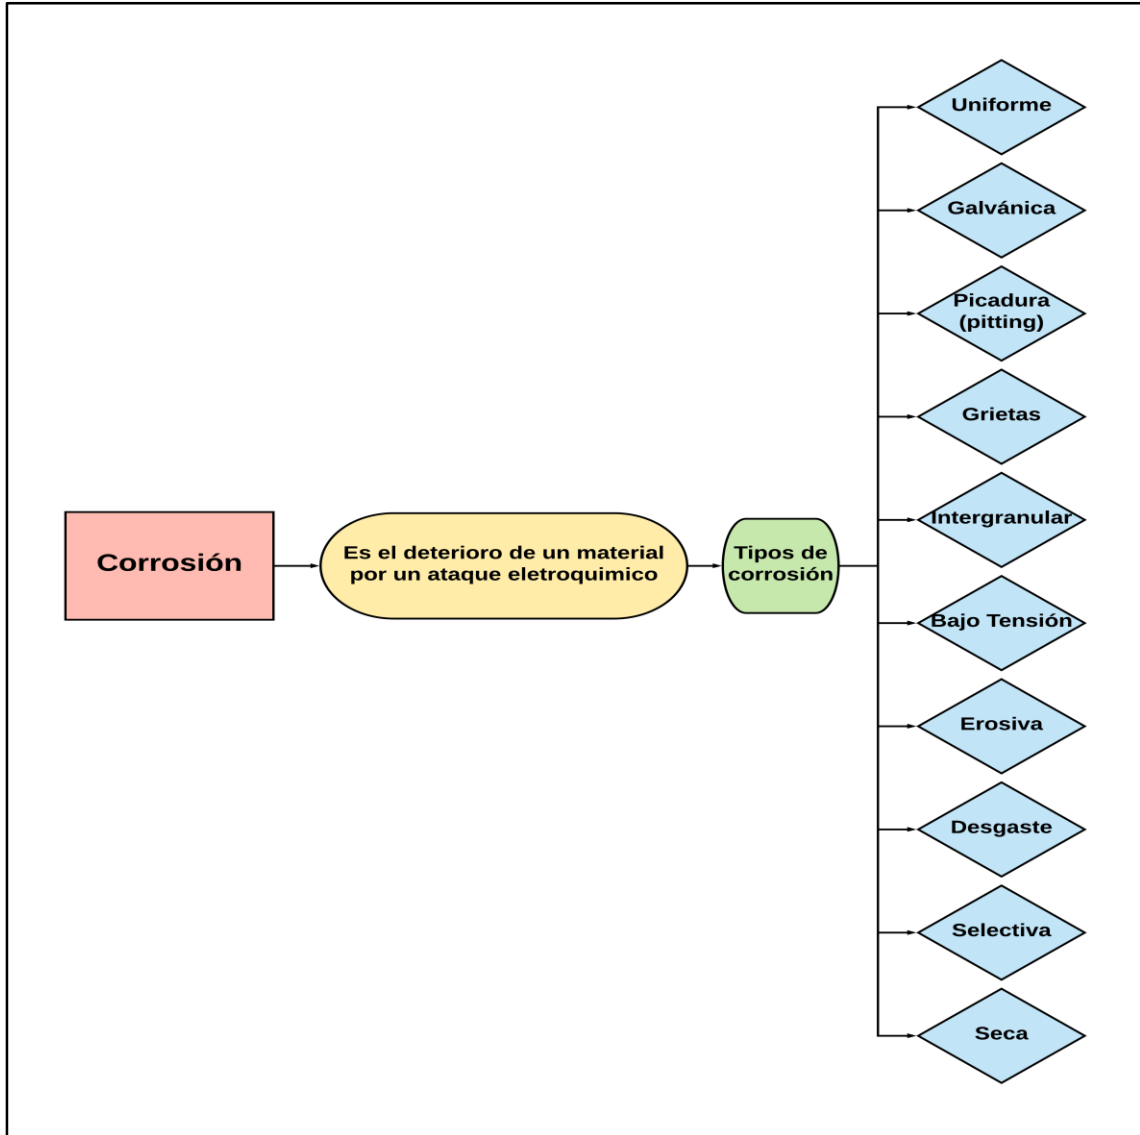 Corrosión
Es el deterioro de un material
por un ataque eletroquimico
Tipos de
corrosión
Uniforme
Galvánica
Picadura
(pitting)
Grietas
Intergranular
Bajo Tensión
Erosiva
Desgaste
Selectiva
Seca